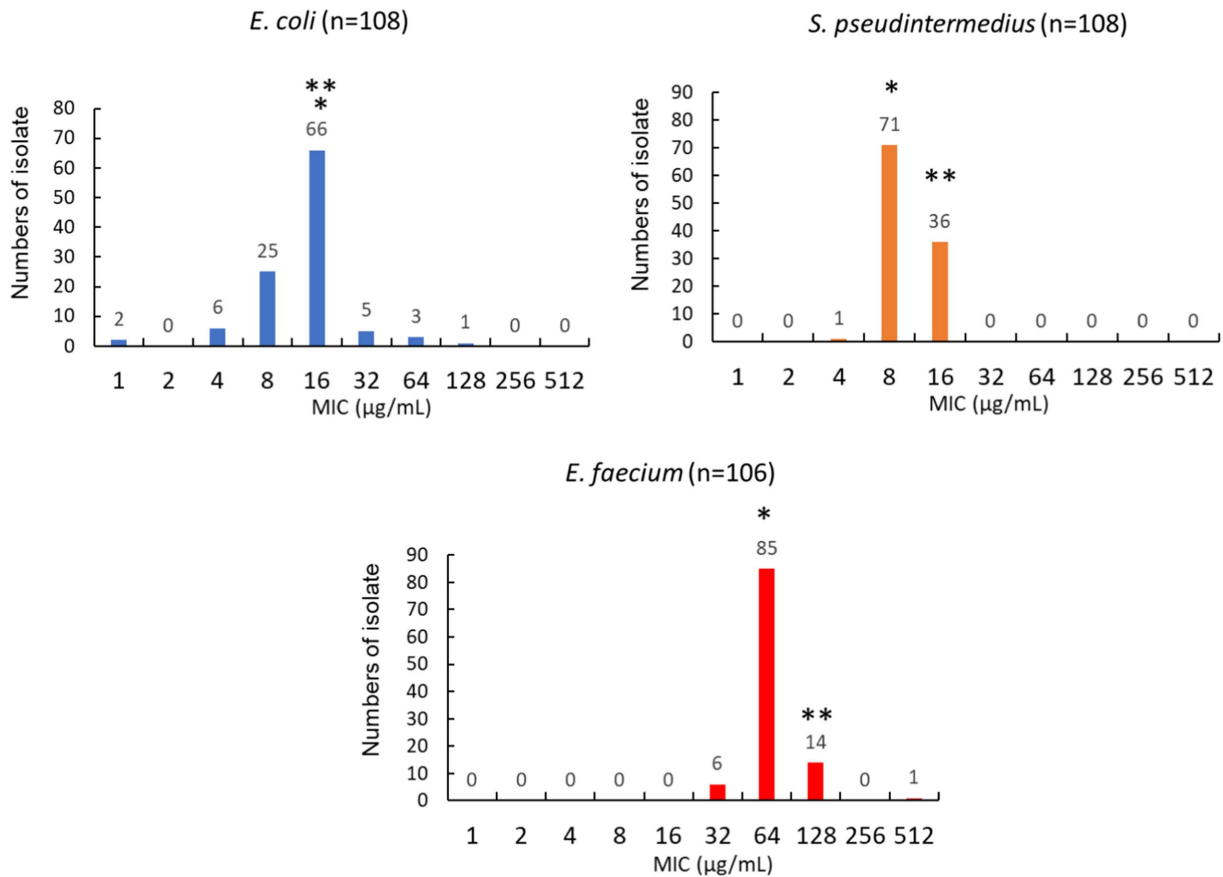 E. coli (n=108)
**
*
Numbers of isolate
80
70
60
50
40
30
20
10
0
2 0 6 25 66 5 3 1 0 0
1 2 4 8 16 32 64 128 256 512
MIC (µg/mL)
S. pseudintermedius (n=108)
*
**
Numbers of isolate
90
80
70
60
50
40
30
20
10
0
0 0 1 71 36 0 0 0 0 0
1 2 4 8 16 32 64 128 256 512
MIC (µg/mL)
E. faecium (n=106)
*
**
Numbers of isolate
90
80
70
60
50
40
30
20
10
0
0 0 0 0 0 6 85 14 0 1
1 2 4 8 16 32 64 128 256 512
MIC (µg/mL)